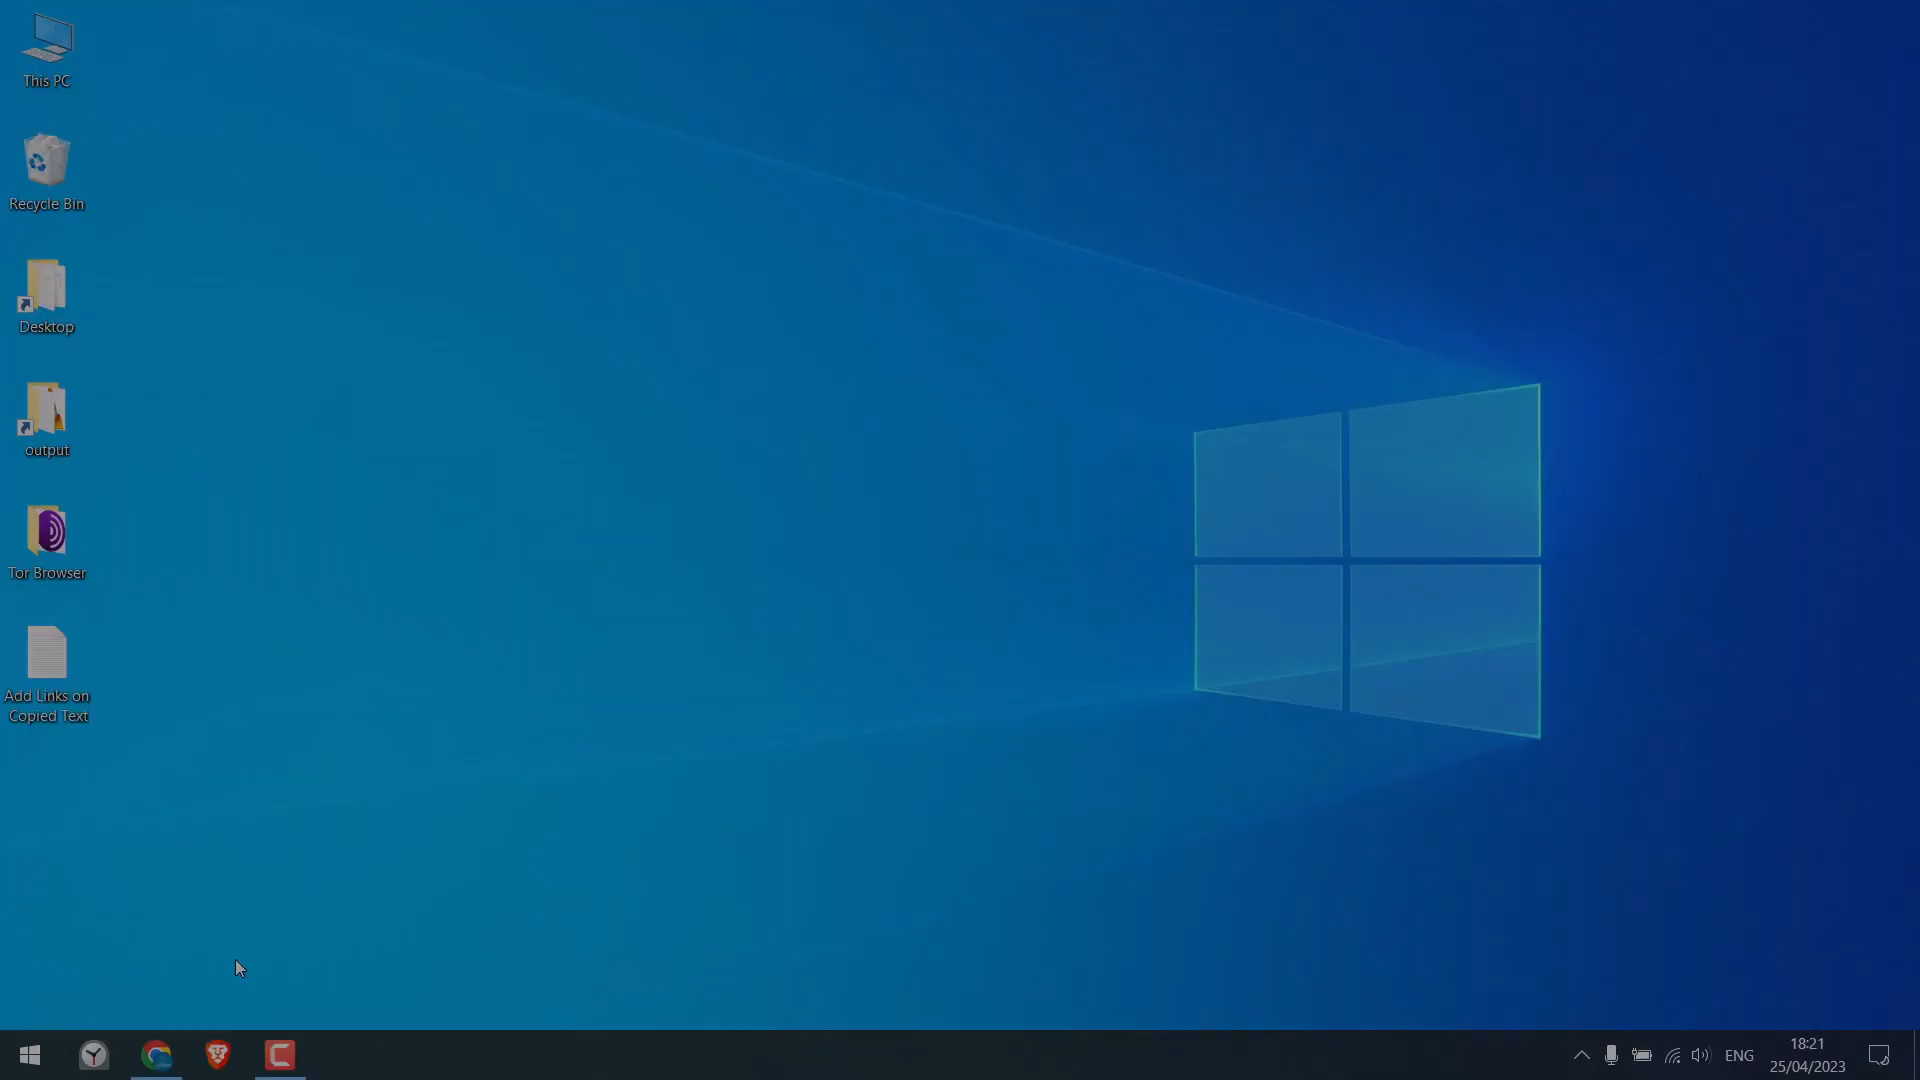 This PC
Recycle Bin
Desktop
output
Tor Browser
Add Links on
Copied Text
ENG
18:21
25/04/2023